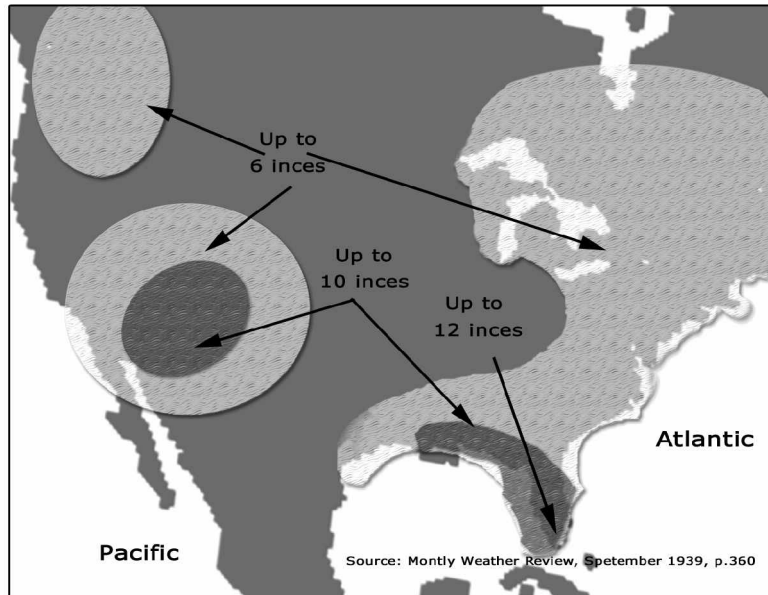 Up to
6 inces
Up to
10 inces
Up to
12 inces
Atlantic
Pacific
Source: Montly Weather Review, Spetember 1939, p.360